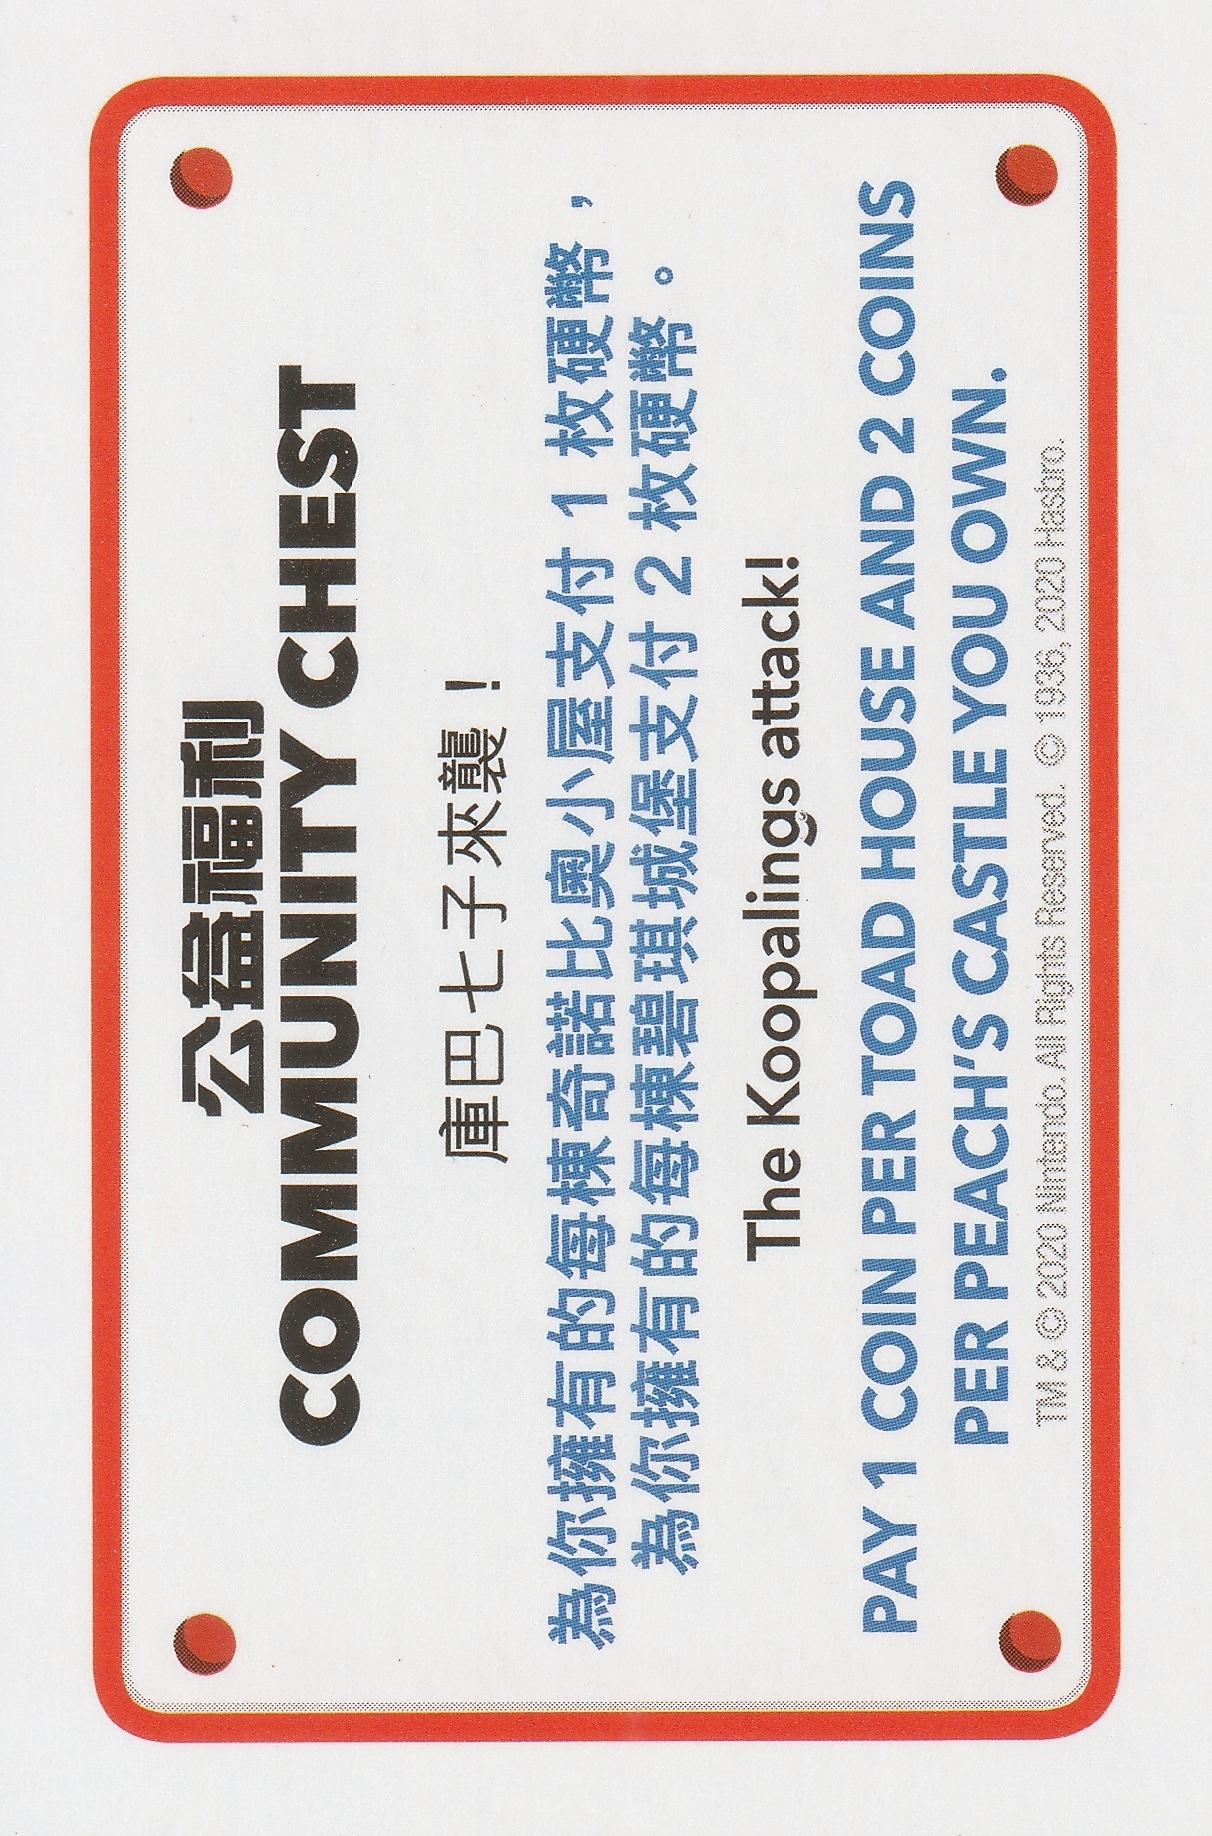 公益福利
COMMUNITY CHEST
庫巴七子來襲！
為你擁有的每棟奇諾比奧小屋支付 1 枚硬幣，
為你擁有的每棟碧琪城堡支付 2 枚硬幣。
The Koopalings attack!
PAY 1 COIN PER TOAD HOUSE AND 2 COINS
PER PEACH'S CASTLE YOU OWN.
TM & © 2020 Nintendo. All Rights Reserved. © 1936, 2020 Hasbro.